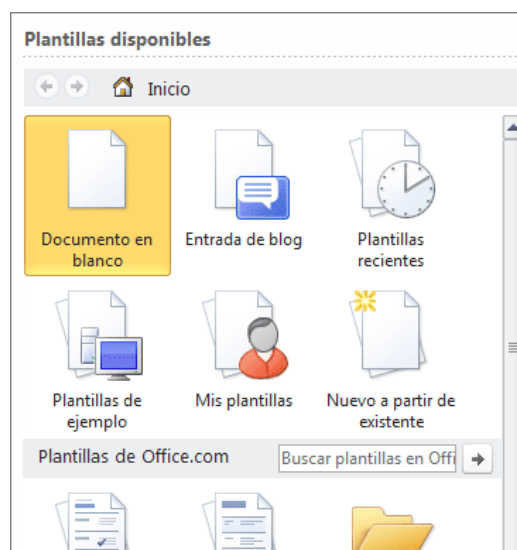 Plantillas disponibles
Inicio
Documento en
blanco
Entrada de blog
Plantillas
recientes
Plantillas de
ejemplo
Mis plantillas
Nuevo a partir de
existente
Plantillas de Office.com
Buscar plantillas en Offi